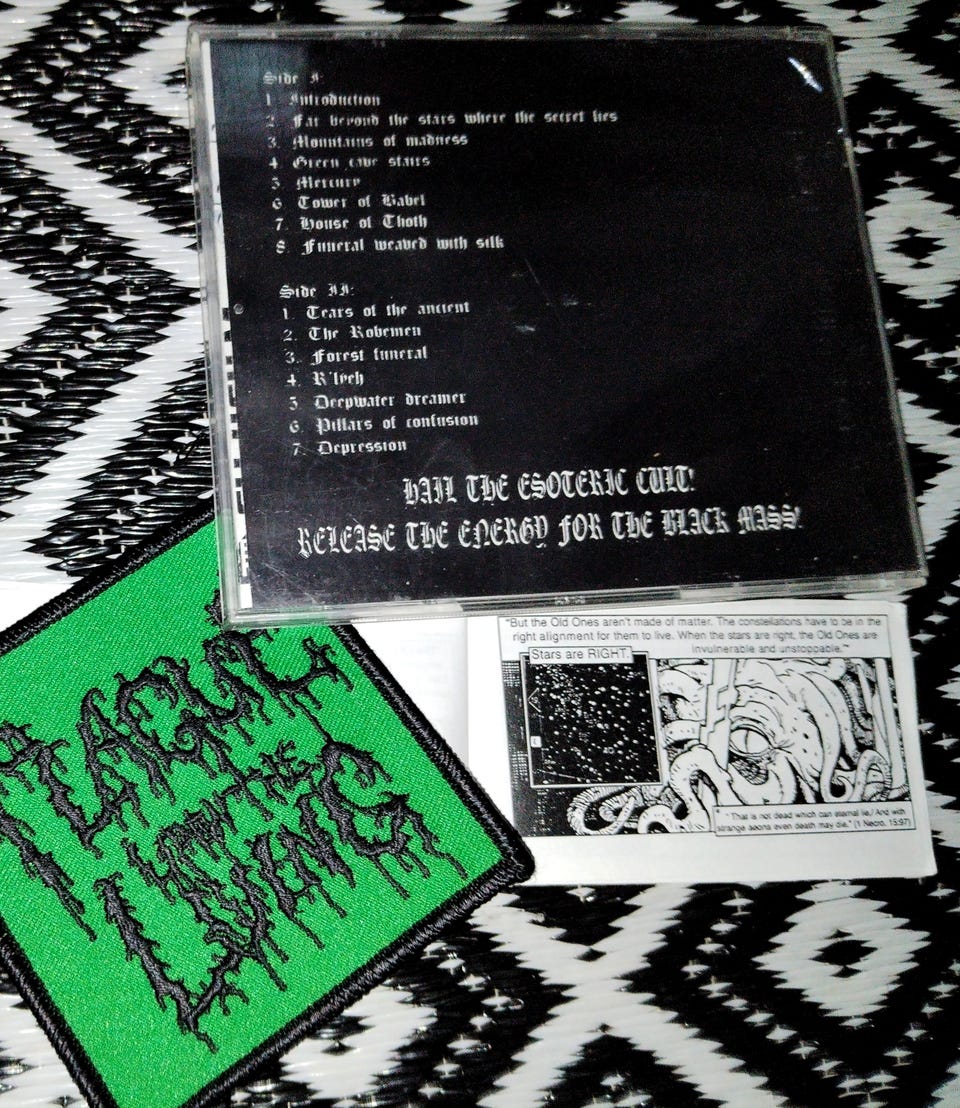 Side I:
1. Introduction
2. Far beyond the stars where the secret lies
3. Mountains of madness
4. Green cave stairs
5. Mercury
6. Tower of Babel
7. House of Thoth
8. Funeral weaved with silk
Side II:
1. Tears of the ancient
2. The Robemen
3. Forest funeral
4. R'lyeh
5. Deepwater dreamer
6. Pillars of confusion
7. Depression
HAIL THE ESOTERIC CULT!
RELEASE THE ENERGY FOR THE BLACK MASS!
"But the Old Ones aren't made of matter. The constellations have to be in the
right alignment for them to live. When the stars are right, the Old Ones are
invulnerable and unstoppable."
Stars are RIGHT.
"That is not dead which can eternal lie,/ And with
strange aeons even death may die." (1 Necro. 15:97)
PLAGUE
OF THE
LIVING